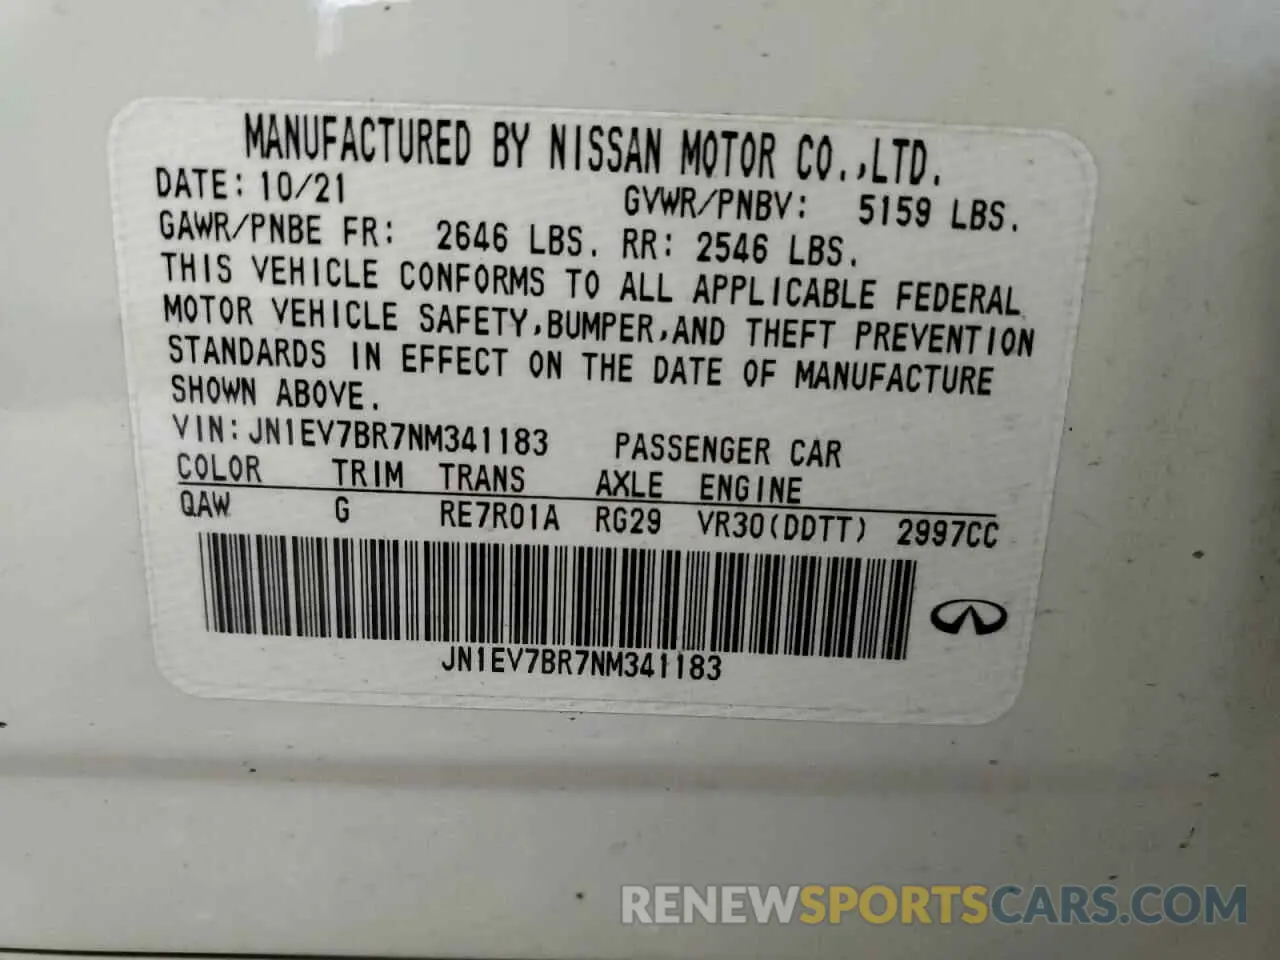 MANUFACTURED BY NISSAN MOTOR CO.,LTD.
DATE: 10/21 GVWR/PNBV: 5159 LBS.
GAWR/PNBE FR: 2646 LBS. RR: 2546 LBS.
THIS VEHICLE CONFORMS TO ALL APPLICABLE FEDERAL
MOTOR VEHICLE SAFETY,BUMPER,AND THEFT PREVENTION
STANDARDS IN EFFECT ON THE DATE OF MANUFACTURE
SHOWN ABOVE.
VIN: JN1EV7BR7NM341183 PASSENGER CAR
COLOR TRIM TRANS AXLE ENGINE
QAW G RE7R01A RG29 VR30(DDTT) 2997CC
JN1EV7BR7NM341183
RENEWSPORTSCARS.COM